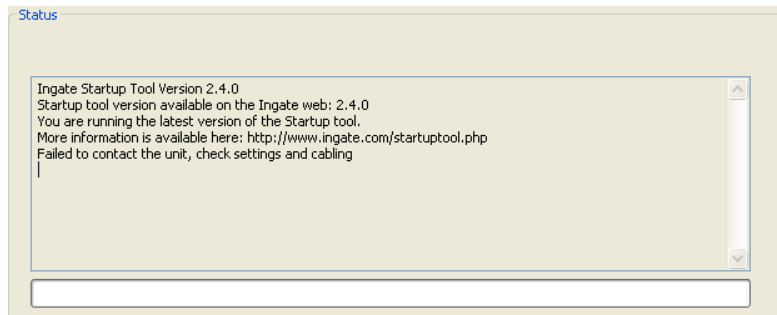 Status
Ingate Startup Tool Version 2.4.0
Startup tool version available on the Ingate web: 2.4.0
You are running the latest version of the Startup tool.
More information is available here: http://www.ingate.com/startuptool.php
Failed to contact the unit, check settings and cabling